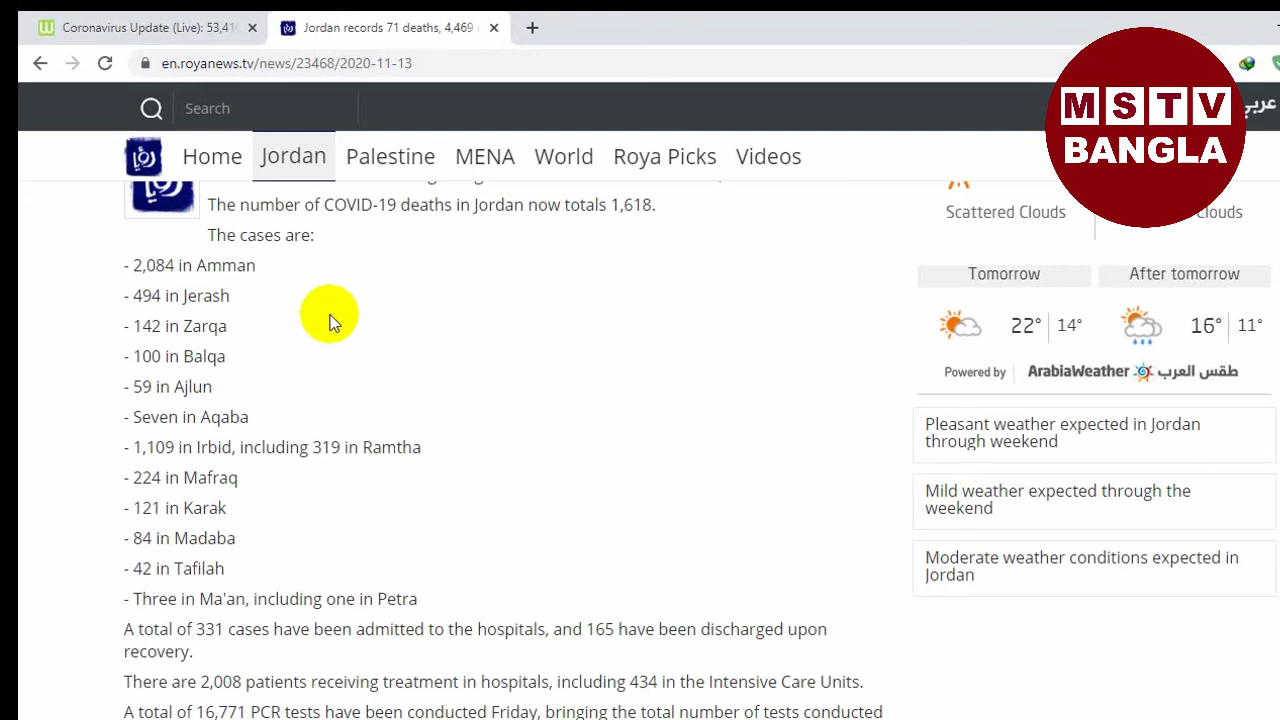 Coronavirus Update (Live): 53,41
Jordan records 71 deaths, 4,469
en.royanews.tv/news/23468/2020-11-13
MSTV
BANGLA
Search
عربي
رؤيا
Home Jordan Palestine MENA World Roya Picks Videos
The number of COVID-19 deaths in Jordan now totals 1,618.
The cases are:
- 2,084 in Amman
- 494 in Jerash
- 142 in Zarqa
- 100 in Balqa
- 59 in Ajlun
- Seven in Aqaba
- 1,109 in Irbid, including 319 in Ramtha
- 224 in Mafraq
- 121 in Karak
- 84 in Madaba
- 42 in Tafilah
- Three in Ma'an, including one in Petra
A total of 331 cases have been admitted to the hospitals, and 165 have been discharged upon
recovery.
There are 2,008 patients receiving treatment in hospitals, including 434 in the Intensive Care Units.
A total of 16,771 PCR tests have been conducted Friday, bringing the total number of tests conducted
Scattered Clouds
Clouds
Tomorrow After tomorrow
22° 14° 16° 11°
Powered by ArabiaWeather طقس العرب
Pleasant weather expected in Jordan
through weekend
Mild weather expected through the
weekend
Moderate weather conditions expected in
Jordan